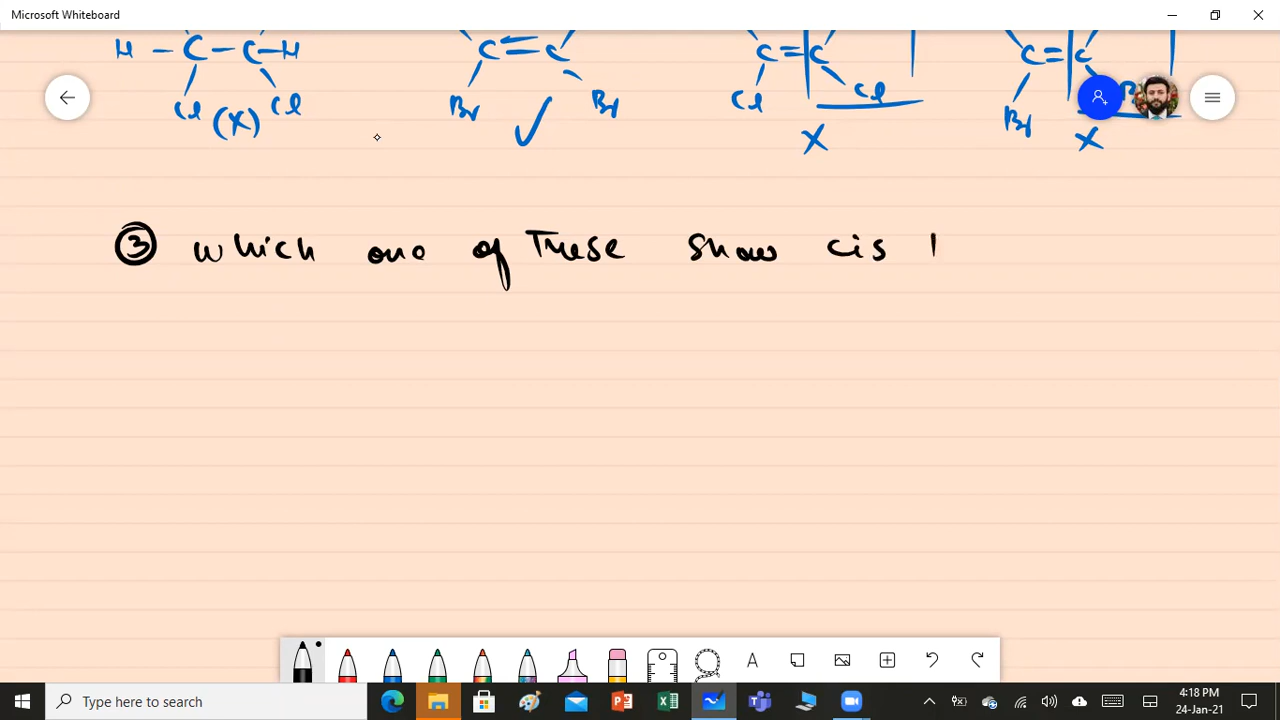 Microsoft Whiteboard
H – C – C – H C = C C = C C = C
Cl (X) Cl Br Br Cl Cl Br
X X
③ which one of These show cis
Type here to search
4:18 PM
24-Jan-21